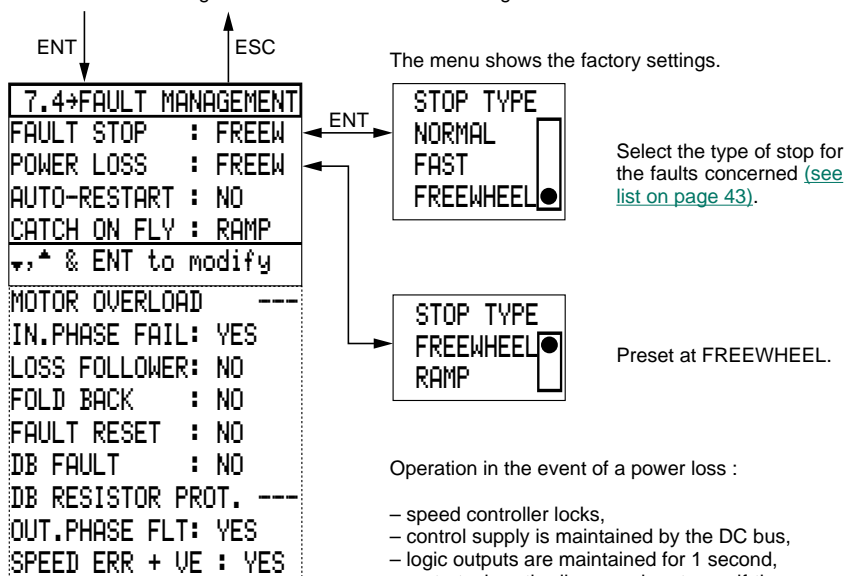 ENT
ESC
The menu shows the factory settings.
7.4→FAULT MANAGEMENT
FAULT STOP : FREEW
POWER LOSS : FREEW
AUTO-RESTART : NO
CATCH ON FLY : RAMP
▼,▲ & ENT to modify
MOTOR OVERLOAD ---
IN.PHASE FAIL: YES
LOSS FOLLOWER: NO
FOLD BACK : NO
FAULT RESET : NO
DB FAULT : NO
DB RESISTOR PROT. ---
OUT.PHASE FLT: YES
SPEED ERR + VE : YES
ENT
STOP TYPE
NORMAL
FAST
FREEWHEEL
Select the type of stop for
the faults concerned (see
list on page 43).
STOP TYPE
FREEWHEEL
RAMP
Preset at FREEWHEEL.
Operation in the event of a power loss :
– speed controller locks,
– control supply is maintained by the DC bus,
– logic outputs are maintained for 1 second,